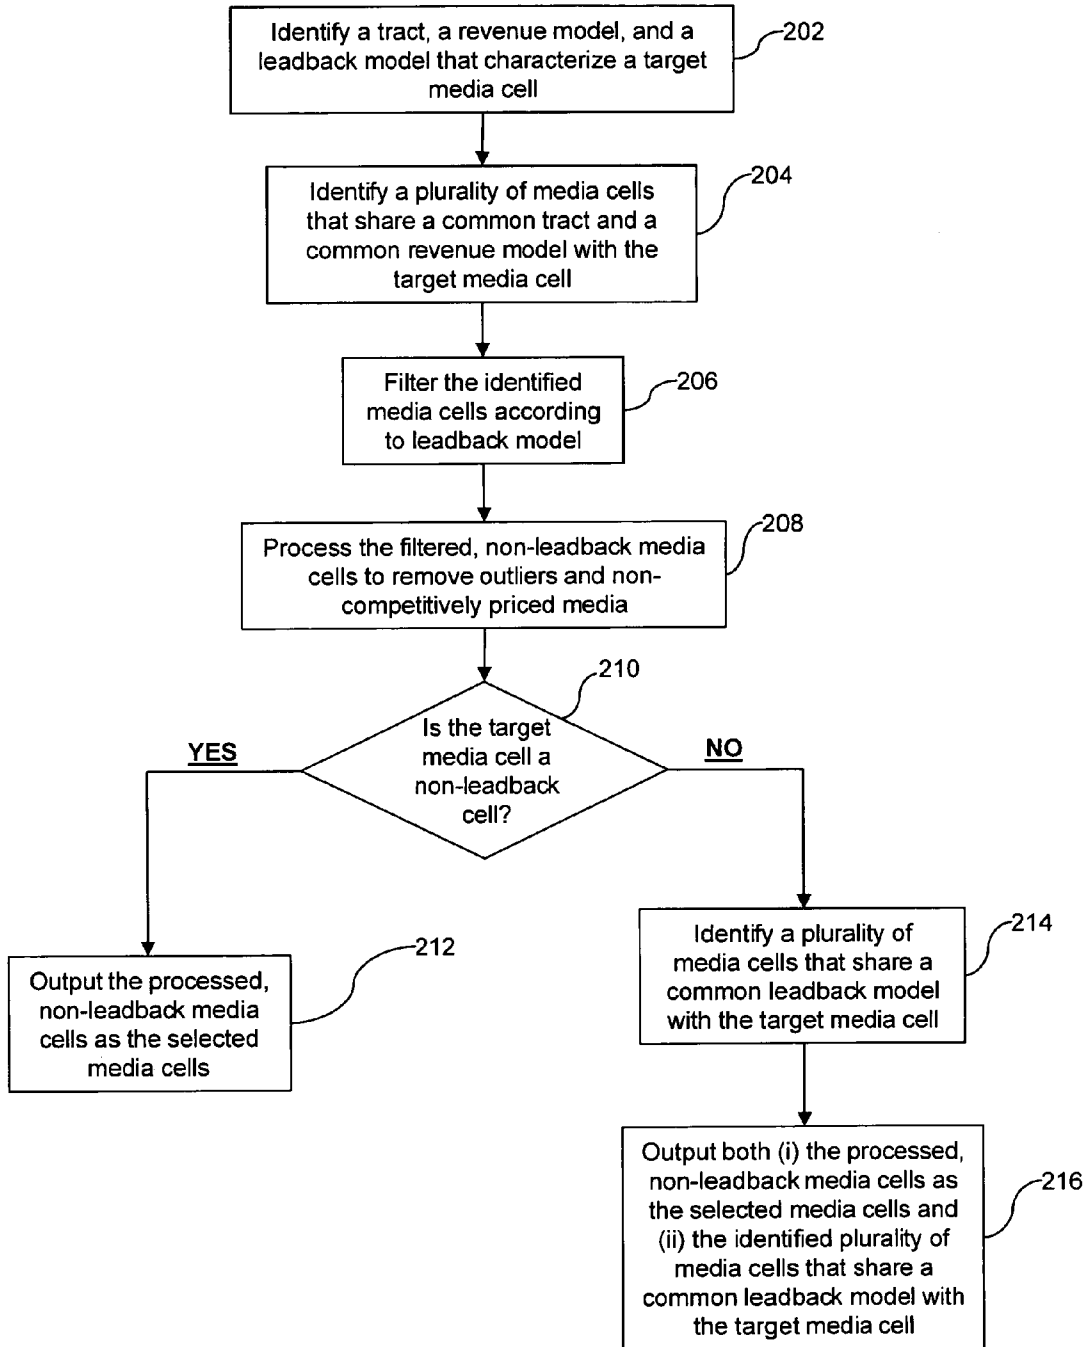 Identify a tract, a revenue model, and a
leadback model that characterize a target
media cell
202
Identify a plurality of media cells
that share a common tract and a
common revenue model with the
target media cell
204
Filter the identified
media cells according
to leadback model
206
Process the filtered, non-leadback media
cells to remove outliers and non-
competitively priced media
208
210
Is the target
media cell a
non-leadback
cell?
YES
NO
Output the processed,
non-leadback media
cells as the selected
media cells
212
Identify a plurality of
media cells that share a
common leadback model
with the target media cell
214
Output both (i) the processed,
non-leadback media cells as
the selected media cells and
(ii) the identified plurality of
media cells that share a
common leadback model with
the target media cell
216